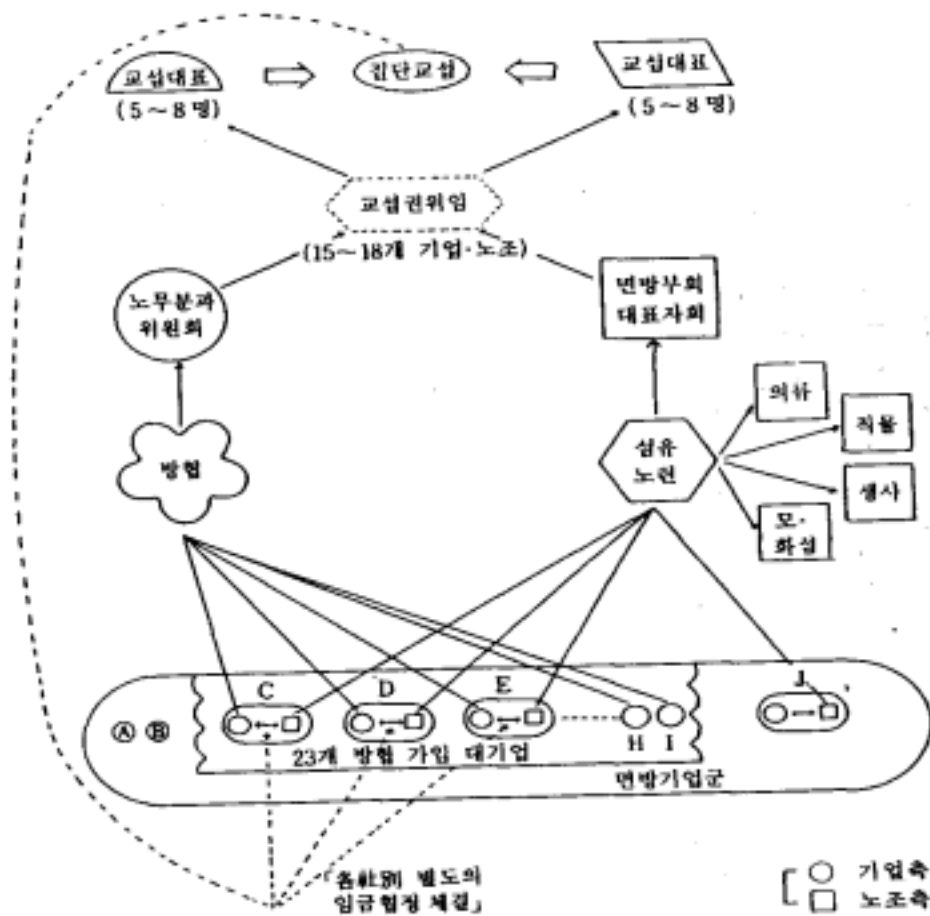 교섭대표
(5～8명)
집단교섭
교섭대표
(5～8명)
교섭권위임
(15～18개 기업·노조)
노무분과
위원회
면방부회
대표자회
방협
섬유
노련
의류
직물
생사
모·
화섬
A B
C
D
E
H I
J
23개 방협 가입 대기업
면방기업군
「各社別 별도의
임금협정 체결」
기업측
노조측